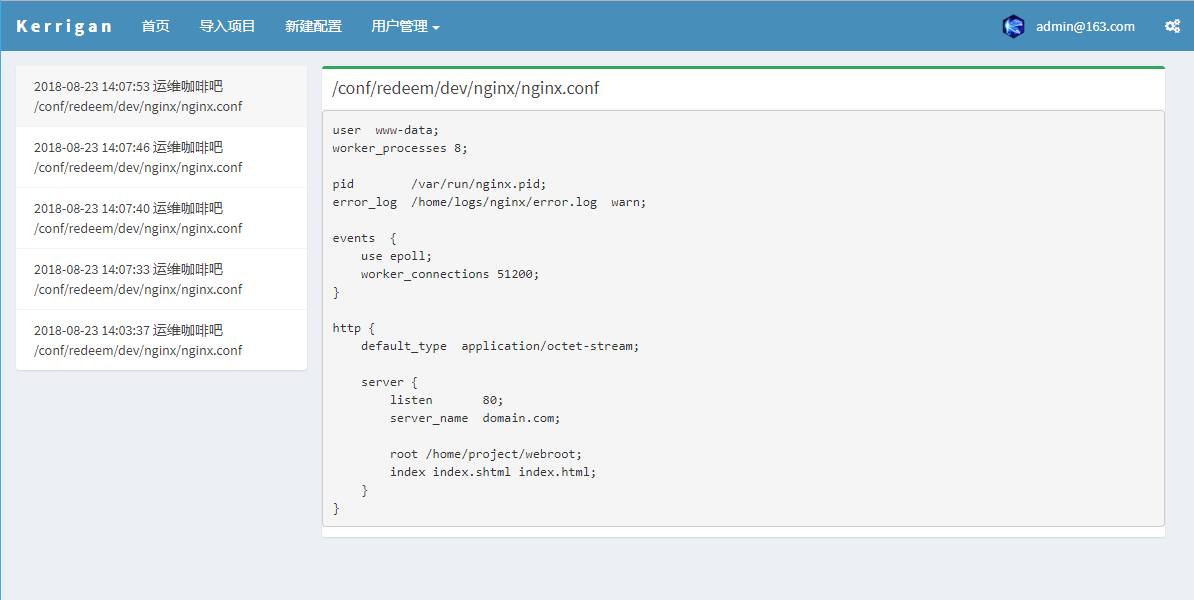 Kerrigan 首页 导入项目 新建配置 用户管理 admin@163.com
2018-08-23 14:07:53 运维咖啡吧
/conf/redeem/dev/nginx/nginx.conf
2018-08-23 14:07:46 运维咖啡吧
/conf/redeem/dev/nginx/nginx.conf
2018-08-23 14:07:40 运维咖啡吧
/conf/redeem/dev/nginx/nginx.conf
2018-08-23 14:07:33 运维咖啡吧
/conf/redeem/dev/nginx/nginx.conf
2018-08-23 14:03:37 运维咖啡吧
/conf/redeem/dev/nginx/nginx.conf
/conf/redeem/dev/nginx/nginx.conf
user  www-data;
worker_processes 8;
pid        /var/run/nginx.pid;
error_log  /home/logs/nginx/error.log  warn;
events  {
    use epoll;
    worker_connections 51200;
}
http {
    default_type  application/octet-stream;
    server {
        listen       80;
        server_name  domain.com;
        root /home/project/webroot;
        index index.shtml index.html;
    }
}